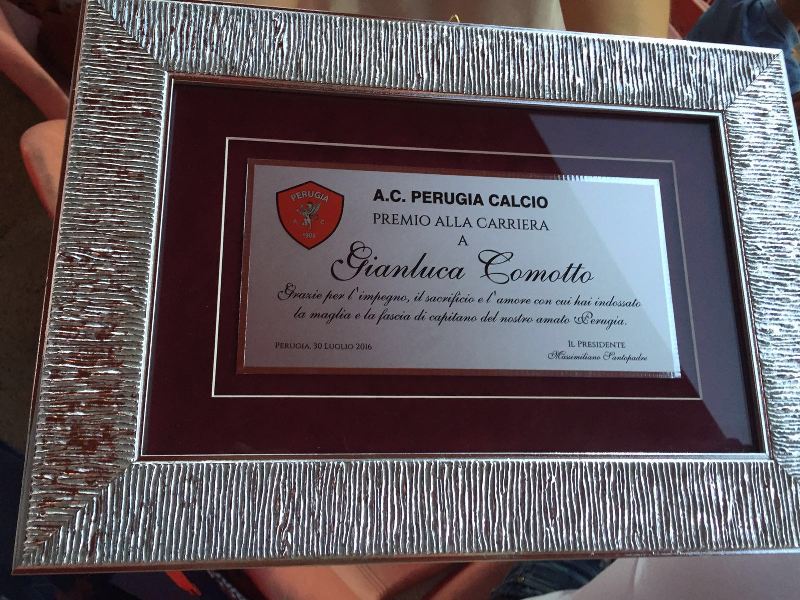 PERUGIA
A C
1905
A.C. PERUGIA CALCIO
PREMIO ALLA CARRIERA
A
Gianluca Comotto
Grazie per l'impegno, il sacrificio e l'amore con cui hai indossato
la maglia e la fascia di capitano del nostro amato Perugia.
PERUGIA, 30 LUGLIO 2016
IL PRESIDENTE
Massimiliano Santopadre